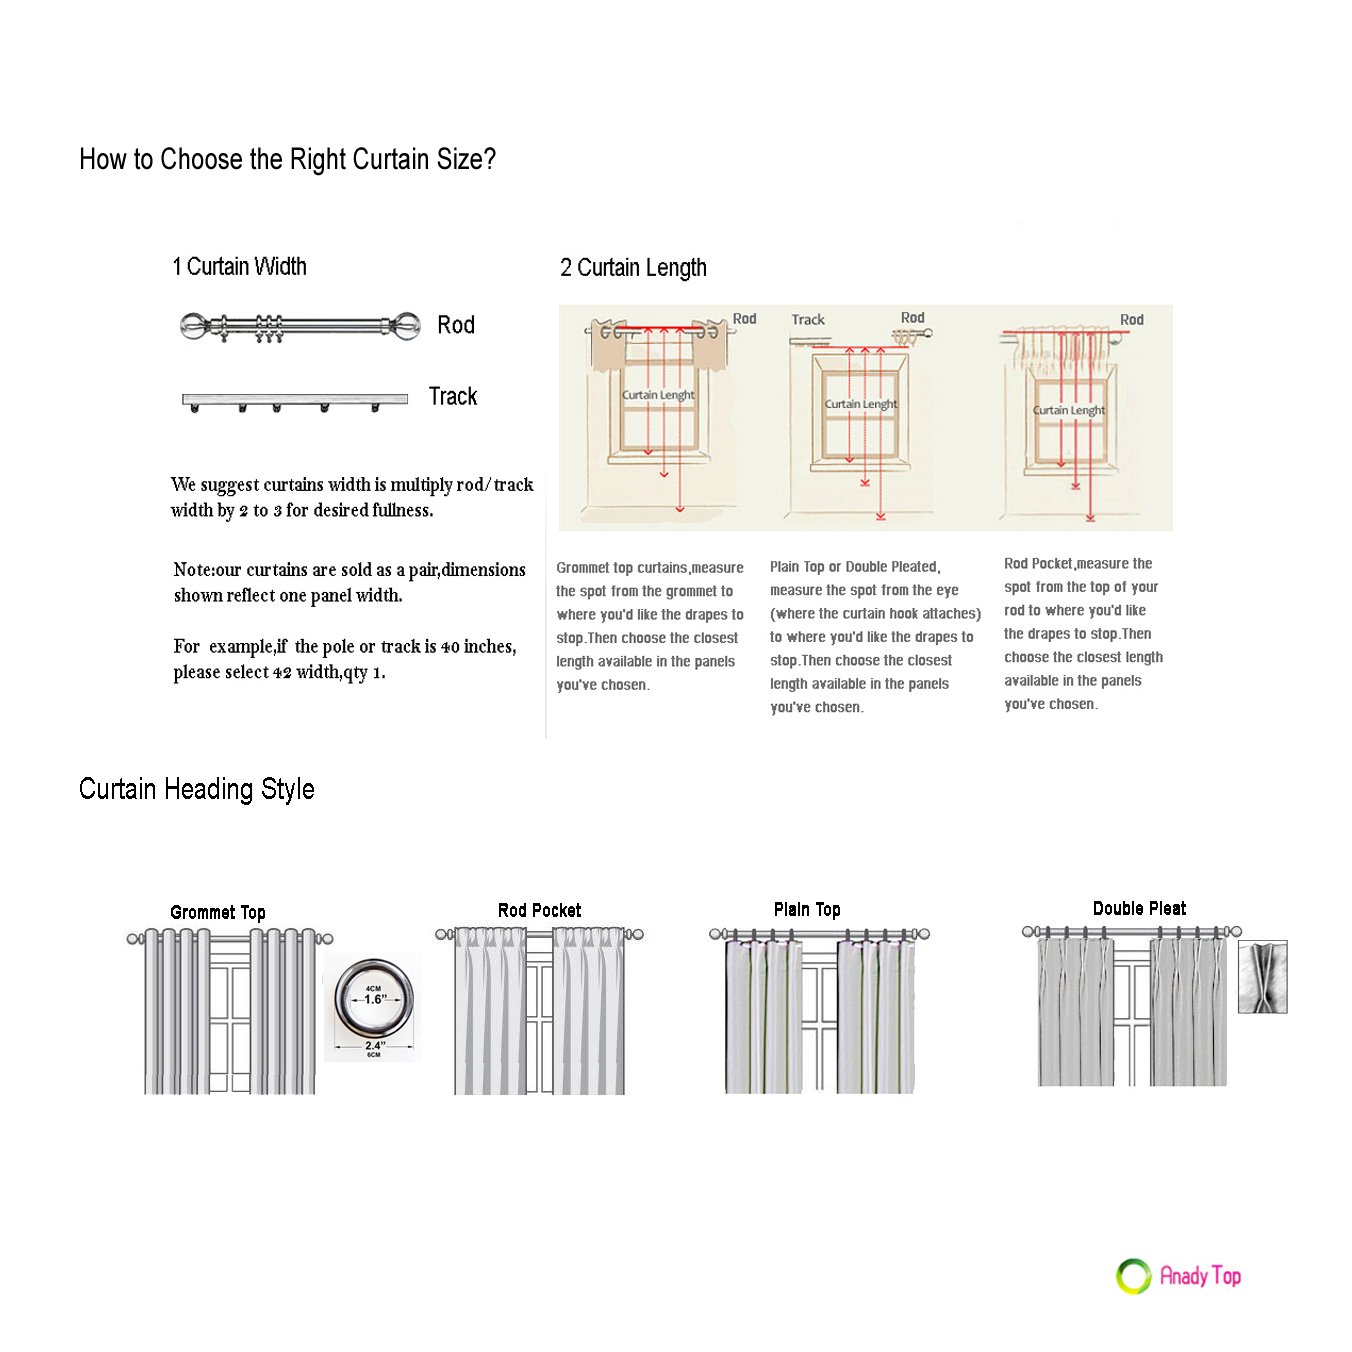 How to Choose the Right Curtain Size?
1 Curtain Width
Rod
Track
We suggest curtains width is multiply rod/track
width by 2 to 3 for desired fullness.
Note:our curtains are sold as a pair,dimensions
shown reflect one panel width.
For example,if the pole or track is 40 inches,
please select 42 width,qty 1.
2 Curtain Length
Rod
Curtain Lenght
Track
Rod
Curtain Lenght
Rod
Curtain Lenght
Grommet top curtains,measure
the spot from the grommet to
where you'd like the drapes to
stop.Then choose the closest
length available in the panels
you've chosen.
Plain Top or Double Pleated,
measure the spot from the eye
(where the curtain hook attaches)
to where you'd like the drapes to
stop.Then choose the closest
length available in the panels
you've chosen.
Rod Pocket,measure the
spot from the top of your
rod to where you'd like
the drapes to stop.Then
choose the closest length
available in the panels
you've chosen.
Curtain Heading Style
Grommet Top
4CM
1.6”
2.4”
6CM
Rod Pocket
Plain Top
Double Pleat
Anady Top